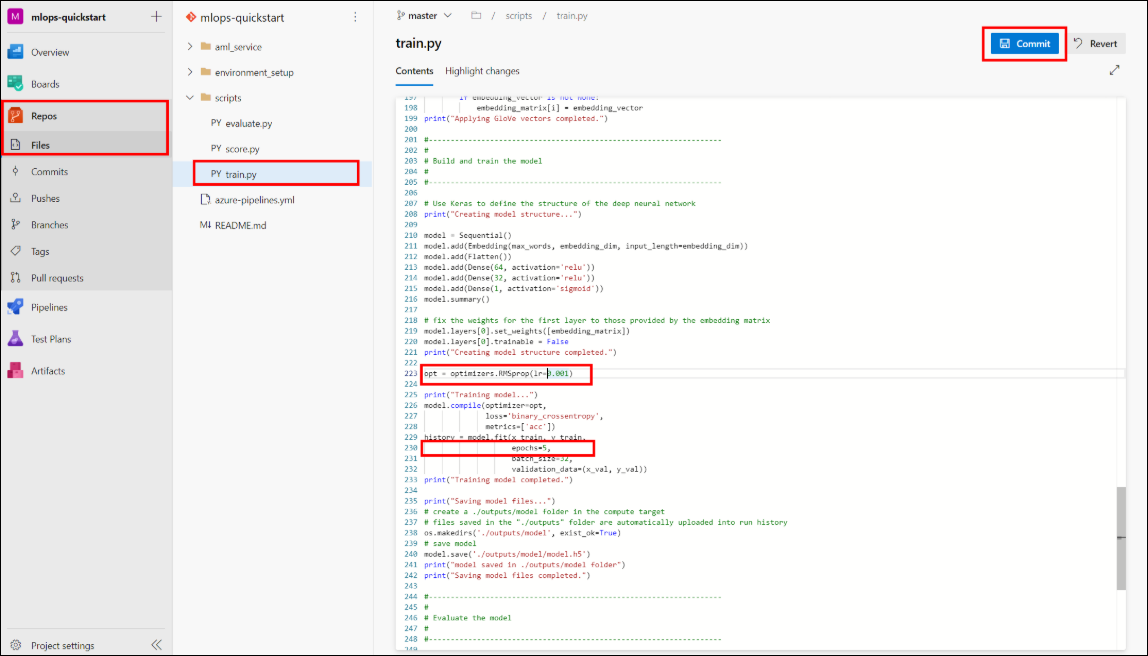 M mlops-quickstart
Overview
Boards
Repos
Files
Commits
Pushes
Branches
Tags
Pull requests
Pipelines
Test Plans
Artifacts
Project settings
mlops-quickstart
aml_service
environment_setup
scripts
PY evaluate.py
PY score.py
PY train.py
azure-pipelines.yml
M↓ README.md
master / scripts / train.py
train.py
Commit
Revert
Contents Highlight changes
197 if embedding_vector is not None:
198 embedding_matrix[i] = embedding_vector
199 print("Applying GloVe vectors completed.")
200
201 #----------------------------------------------------------------
202 #
203 # Build and train the model
204 #
205 #----------------------------------------------------------------
206
207 # Use Keras to define the structure of the deep neural network
208 print("Creating model structure...")
209
210 model = Sequential()
211 model.add(Embedding(max_words, embedding_dim, input_length=embedding_dim))
212 model.add(Flatten())
213 model.add(Dense(64, activation='relu'))
214 model.add(Dense(32, activation='relu'))
215 model.add(Dense(1, activation='sigmoid'))
216 model.summary()
217
218 # fix the weights for the first layer to those provided by the embedding matrix
219 model.layers[0].set_weights([embedding_matrix])
220 model.layers[0].trainable = False
221 print("Creating model structure completed.")
222
223 opt = optimizers.RMSprop(lr=0.001)
224
225 print("Training model...")
226 model.compile(optimizer=opt,
227 loss='binary_crossentropy',
228 metrics=['acc'])
229 history = model.fit(x_train, y_train,
230 epochs=5,
231 batch_size=32,
232 validation_data=(x_val, y_val))
233 print("Training model completed.")
234
235 print("Saving model files...")
236 # create a ./outputs/model folder in the compute target
237 # files saved in the "./outputs" folder are automatically uploaded into run history
238 os.makedirs('./outputs/model', exist_ok=True)
239 # save model
240 model.save('./outputs/model/model.h5')
241 print("model saved in ./outputs/model folder")
242 print("Saving model files completed.")
243
244 #----------------------------------------------------------------
245 #
246 # Evaluate the model
247 #
248 #----------------------------------------------------------------
249